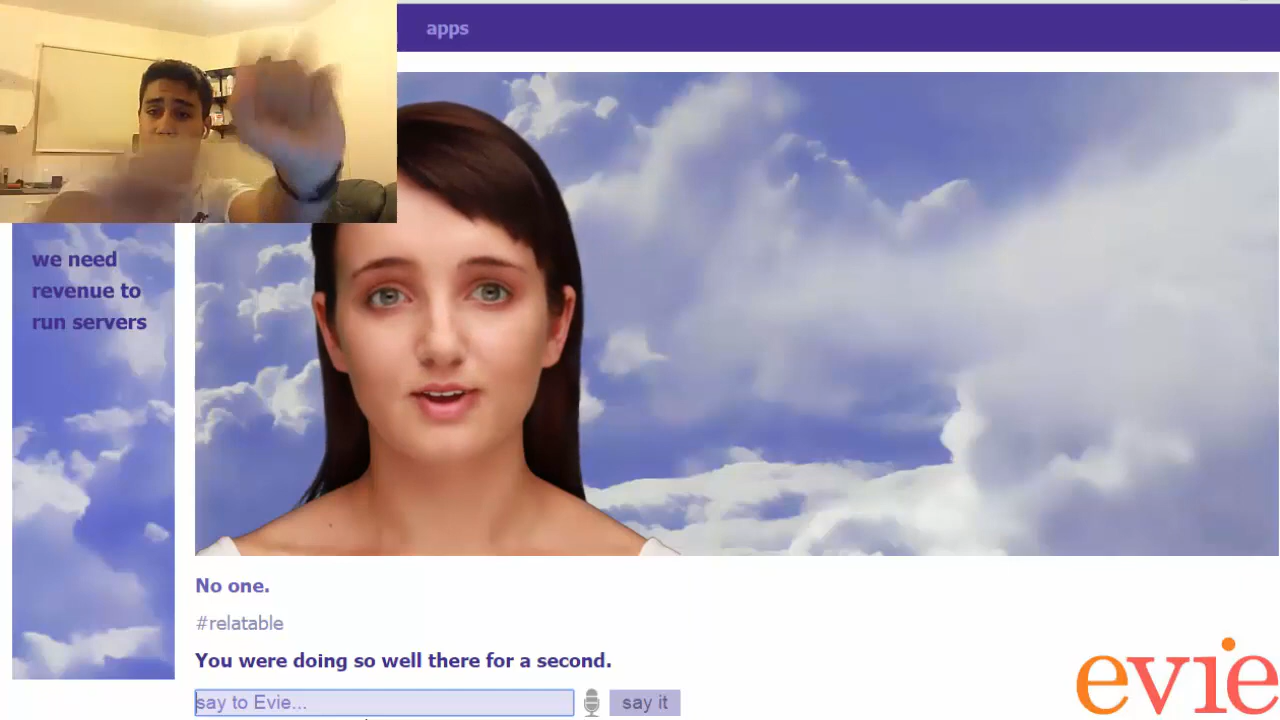 apps
we need
revenue to
run servers
No one.
#relatable
You were doing so well there for a second.
say to Evie...
say it
evie